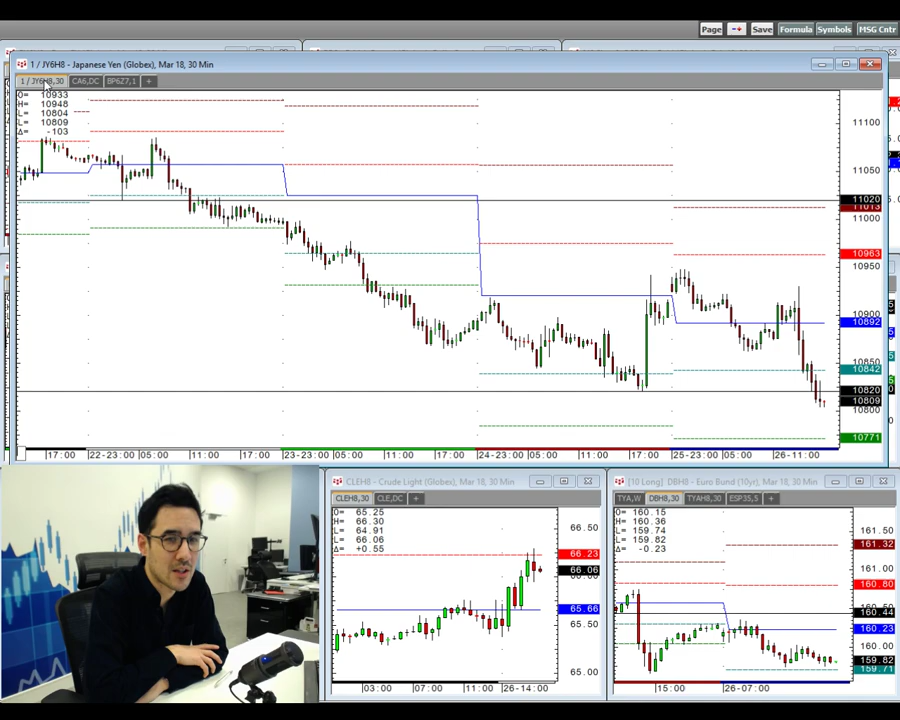 Page Save Formula Symbols MSG Cntr
1 / JY6H8 - Japanese Yen (Globex), Mar 18, 30 Min
1 / JY6H8,30 CA6,DC BP6Z7,1 +
O= 10933
H= 10948
L= 10804
L= 10809
Δ= -103
11100
11050
11020
11013
11000
10963
10950
10900
10892
10850
10842
10820
10809
10800
10771
17:00 22-23:00 05:00 11:00 17:00 23-23:00 05:00 11:00 17:00 24-23:00 05:00 11:00 17:00 25-23:00 05:00 26-11:00
CLEH8 - Crude Light (Globex), Mar 18, 30 Min
CLEH8,30 CLE,DC +
O= 65.25
H= 66.30
L= 64.91
L= 66.06
Δ= +0.55
66.50
66.23
66.06
66.00
65.66
65.50
65.00
03:00 07:00 11:00 26-14:00
[10 Long] DBH8 - Euro Bund (10yr), Mar 18, 30 Min
TYA,W DBH8,30 TYAH8,30 ESP35,5 +
O= 160.15
H= 160.36
L= 159.74
L= 159.82
Δ= -0.23
161.50
161.32
161.00
160.80
160.44
160.23
160.00
159.82
159.71
15:00 26-07:00